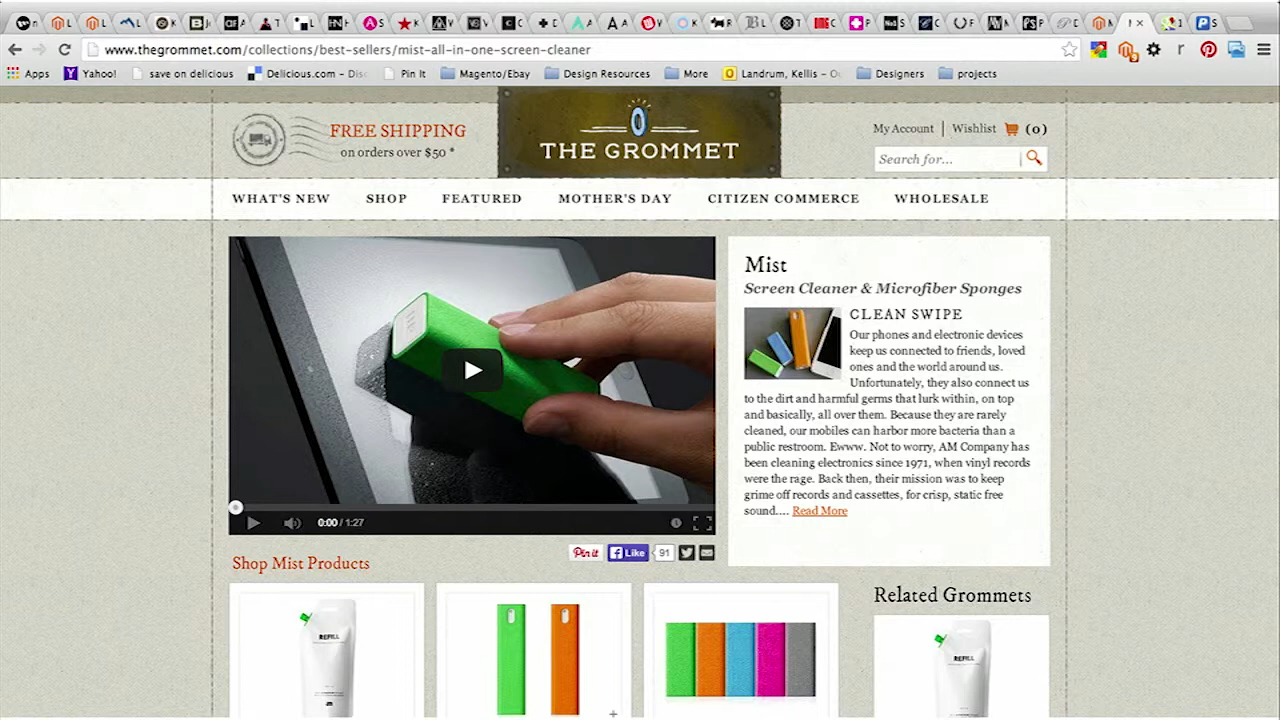 www.thegrommet.com/collections/best-sellers/mist-all-in-one-screen-cleaner
Apps Yahoo! save on delicious Delicious.com - Disc Pin It Magento/Ebay Design Resources More Landrum, Kellis - Ou Designers projects
FREE SHIPPING
on orders over $50 *
THE GROMMET
My Account Wishlist (0)
Search for...
WHAT'S NEW SHOP FEATURED MOTHER'S DAY CITIZEN COMMERCE WHOLESALE
Mist
Screen Cleaner & Microfiber Sponges
CLEAN SWIPE
Our phones and electronic devices
keep us connected to friends, loved
ones and the world around us.
Unfortunately, they also connect us
to the dirt and harmful germs that lurk within, on top
and basically, all over them. Because they are rarely
cleaned, our mobiles can harbor more bacteria than a
public restroom. Ewww. Not to worry, AM Company has
been cleaning electronics since 1971, when vinyl records
were the rage. Back then, their mission was to keep
grime off records and cassettes, for crisp, static free
sound.... Read More
0:00 / 1:27
Pin it Like 91
Shop Mist Products
Related Grommets
REFILL
REFILL